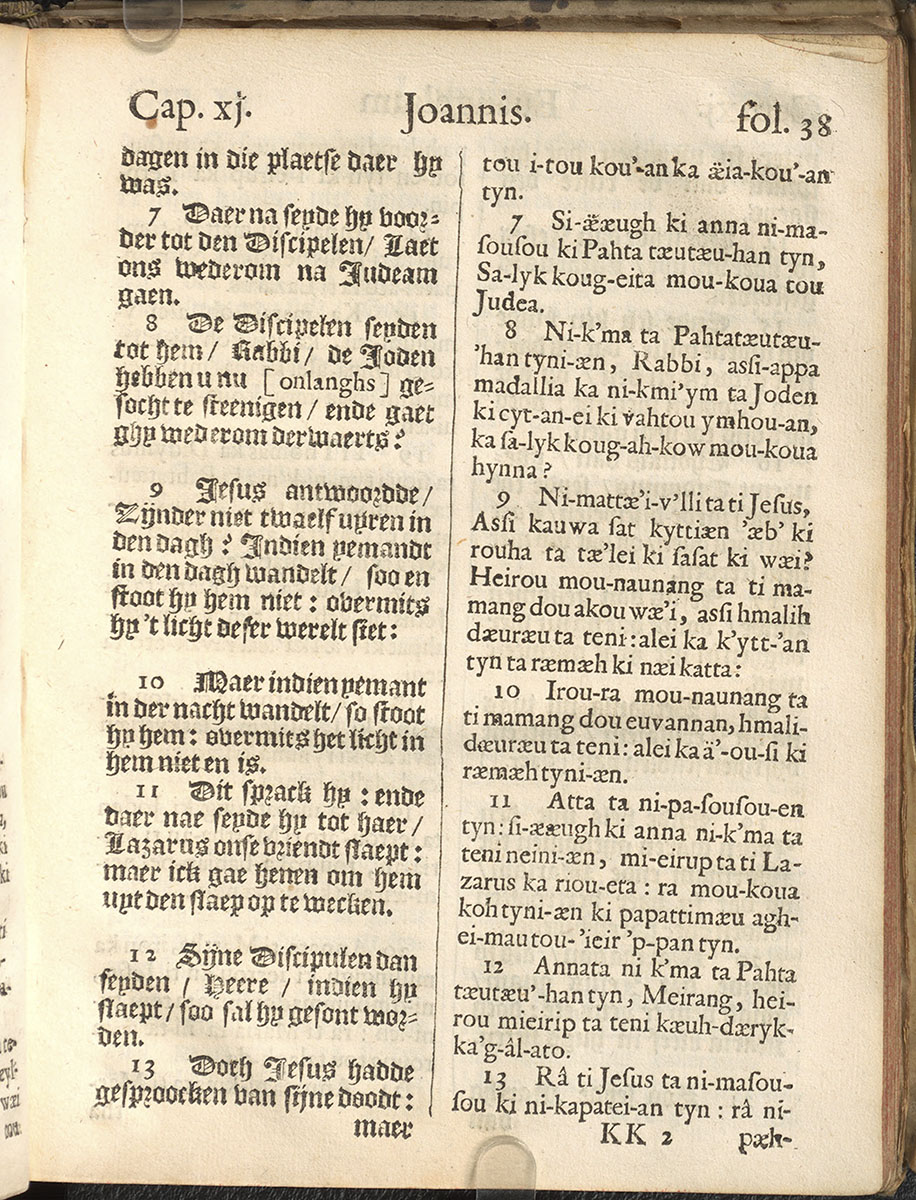 Cap. xj.
Joannis.
fol. 38
dagen in die plaetse daer hy
was.
7 Daer na seyde hy voor⸗
der tot den Discipelen/ Laet
ons wederom na Judeam
gaen.
8 De Discipelen seyden
tot hem/ Rabbi/ de Joden
hebben u nu [onlanghs] ge⸗
socht te steenigen/ ende gaet
ghy wederom derwaerts?
9 Jesus antwoordde/
Zijnder niet twaelf uyren in
den dagh? Indien yemandt
in den dagh wandelt/ soo en
stoot hy hem niet: overmits
hy 't licht deser werelt siet:
10 Maer indien yemant
in der nacht wandelt/ so stoot
hy hem: overmits het licht in
hem niet en is.
11 Dit sprack hy: ende
daer nae seyde hy tot haer/
Lazarus onse vriendt slaept:
maer ick gae henen om hem
uyt den slaep op te wecken.
12 Sijne Discipulen dan
seyden / Heere / indien hy
slaept/ soo sal hy gesont wor⸗
den.
13 Doch Jesus hadde
gesproocken van sijne doodt:
maer
tou i-tou kou'-an ka æ̈ia-kou'-an
tyn.
7 Si-æ̈æugh ki anna ni-ma-
ſouſou ki Pahta tæutæu-han tyn,
Sa-lyk koug-eita mou-koua tou
Judea.
8 Ni-k'ma ta Pahtatæutæu-
'han tyni-æn, Rabbi, aſſi-appa
madallia ka ni-kmi'ym ta Joden
ki cyt-an-ei ki vahtou ymhou-an,
ka ſa-lyk koug-ah-kow mou-koua
hynna?
9 Ni-mattæ'i-v'lli ta ti Jeſus,
Aſſi kauwa ſat kyttiæn 'æb' ki
rouha ta tæ'lei ki ſaſat ki wæi?
Heirou mou-naunang ta ti ma-
mang dou akou wæ'i, aſſi hmalih
dæuræu ta teni: alei ka k'ytt-'an
tyn ta ræmæh ki næi katta:
10 Irou-ra mou-naunang ta
ti mamang dou euvannan, hmali-
dæuræu ta teni: alei ka ä'-ou-ſi ki
ræmæh tyni-æn.
11 Atta ta ni-pa-ſouſou-en
tyn: ſi-ææugh ki anna ni-k'ma ta
teni neini-æn, mi-eirup ta ti La-
zarus ka riou-eta: ra mou-koua
koh tyni-æn ki papattimæu agh-
ei-mau tou-'ieir 'p-pan tyn.
12 Annata ni k'ma ta Pahta
tæutæu'-han tyn, Meirang, hei-
rou mieirip ta teni kæuh-dæryk-
ka'g-âl-ato.
13 Râ ti Jeſus ta ni-maſou-
ſou ki ni-kapatei-an tyn: râ ni-
KK 2
pæh-